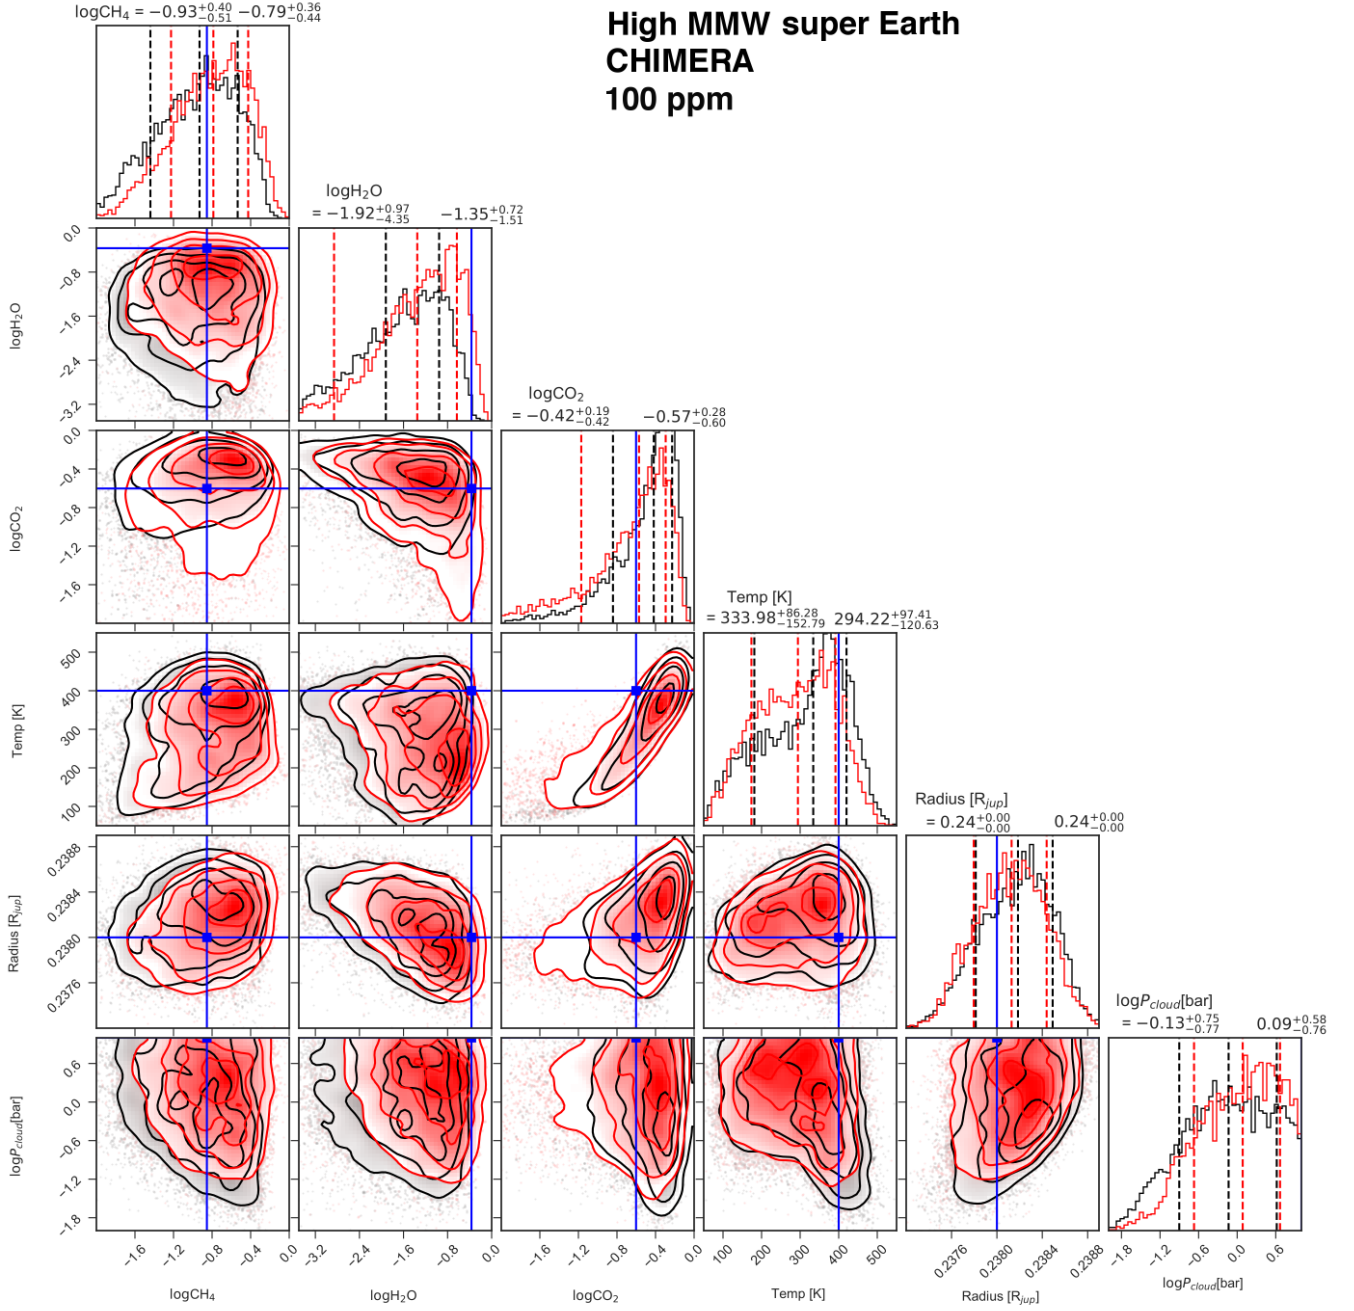 logCH₄ = −0.93+0.40−0.51 −0.79+0.36−0.44
High MMW super Earth
CHIMERA
100 ppm
logH₂O
= −1.92+0.97−4.35 −1.35+0.72−1.51
logCO₂
= −0.42+0.19−0.42 −0.57+0.28−0.60
Temp [K]
= 333.98+86.28−152.79 294.22+97.41−120.63
Radius [Rjup]
= 0.24+0.00−0.00 0.24+0.00−0.00
logPcloud[bar]
= −0.13+0.75−0.77 0.09+0.58−0.76
logH₂O
0.0
−0.8
−1.6
−2.4
−3.2
logCO₂
0.0
−0.4
−0.8
−1.2
−1.6
Temp [K]
500
400
300
200
100
Radius [Rjup]
0.2388
0.2384
0.2380
0.2376
logPcloud[bar]
0.6
0.0
−0.6
−1.2
−1.8
−1.6 −1.2 −0.8 −0.4 0.0
−3.2 −2.4 −1.6 −0.8 0.0
−1.6 −1.2 −0.8 −0.4 0.0
100 200 300 400 500
0.2376 0.2380 0.2384 0.2388
−1.8 −1.2 −0.6 0.0 0.6
logCH₄ logH₂O logCO₂ Temp [K] Radius [Rjup] logPcloud[bar]